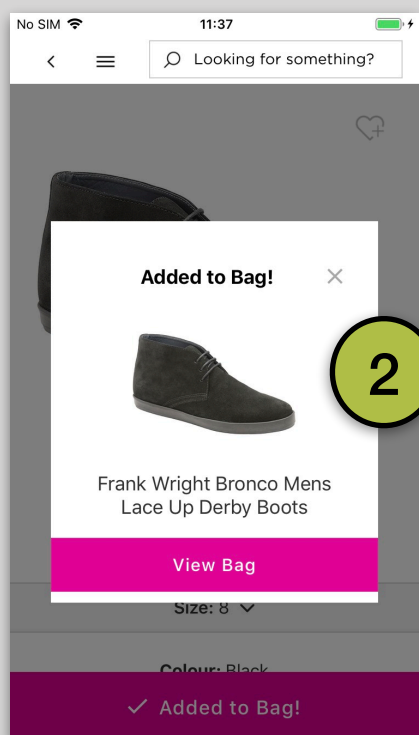 No SIM 11:37
Looking for something?
Added to Bag!
2
Frank Wright Bronco Mens
Lace Up Derby Boots
View Bag
Size: 8
Colour: Black
Added to Bag!